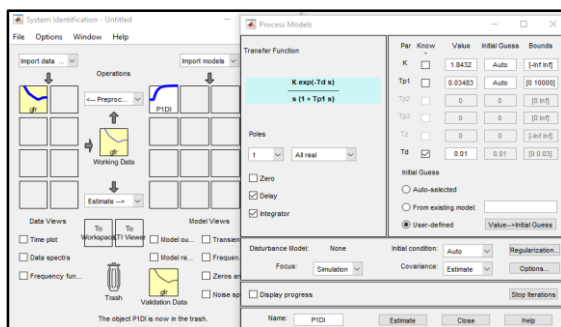 System Identification - Untitled
File Options Window Help
Import data ...
Import models
Operations
<-- Preproc...
gfr
P1DI
gfr
Working Data
Estimate -->
Data Views
To Workspace
To LTI Viewer
Model Views
Time plot
Data spectra
Frequency fun...
Model ou...
Model re...
Transien
Frequen
Zeros an
Noise sp
Trash
gfr
Validation Data
The object P1DI is now in the trash.
Process Models
Transfer Function
K exp(-Td s)
s (1 + Tp1 s)
Poles
1 All real
Zero
Delay
Integrator
Par Know Value Initial Guess Bounds
K 1.8432 Auto [-Inf Inf]
Tp1 0.03483 Auto [0 10000]
Tp2 0 0 [0 Inf]
Tp3 0 0 [0 Inf]
Tz 0 0 [-Inf Inf]
Td 0.01 0.01 [0 0.03]
Initial Guess
Auto-selected
From existing model:
User-defined
Value-->Initial Guess
Disturbance Model: None
Initial condition: Auto
Regularization...
Focus: Simulation
Covariance: Estimate
Options...
Display progress
Stop Iterations
Name: P1DI
Estimate
Close
Help